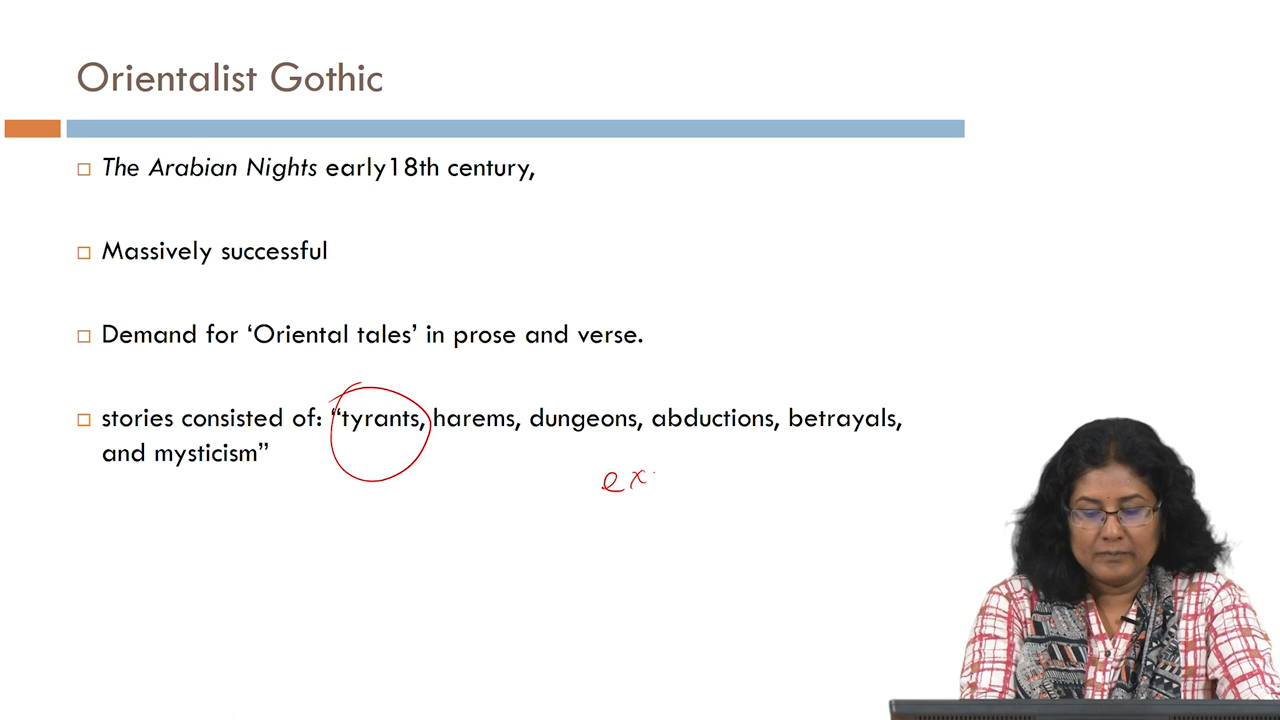 Orientalist Gothic
The Arabian Nights early18th century,
Massively successful
Demand for ‘Oriental tales’ in prose and verse.
stories consisted of: “tyrants, harems, dungeons, abductions, betrayals,
and mysticism”
ex